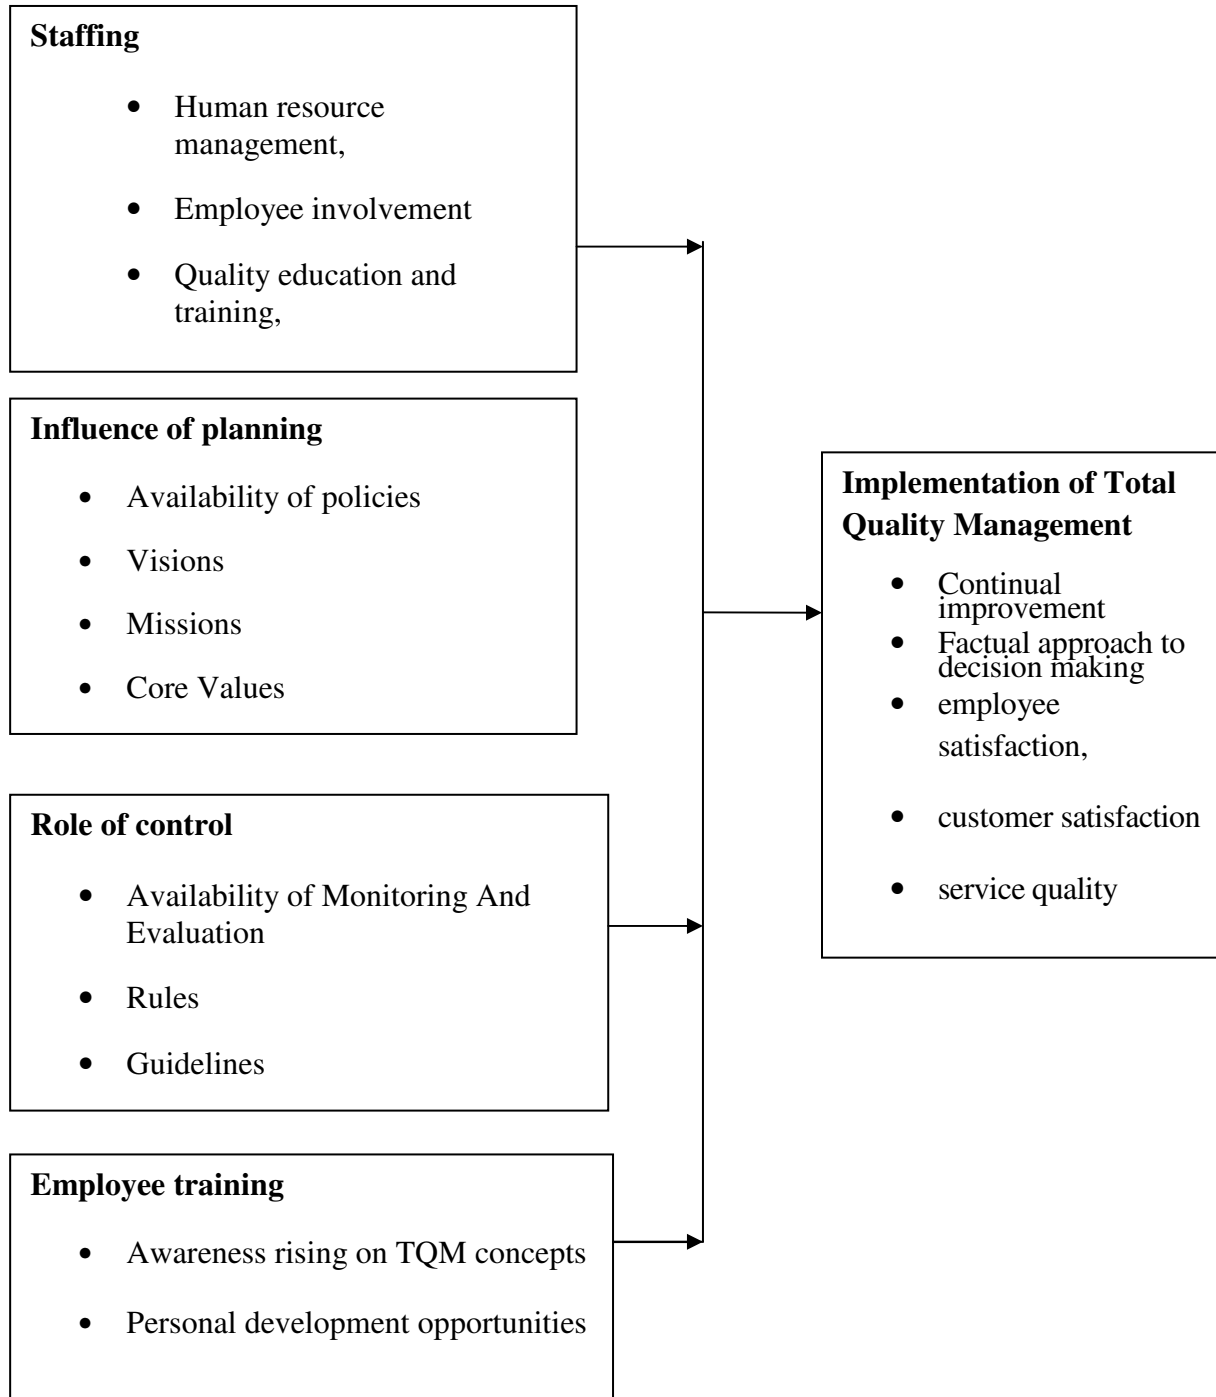 Staffing
• Human resource
management,
• Employee involvement
• Quality education and
training,
Influence of planning
• Availability of policies
• Visions
• Missions
• Core Values
Role of control
• Availability of Monitoring And
Evaluation
• Rules
• Guidelines
Employee training
• Awareness rising on TQM concepts
• Personal development opportunities
Implementation of Total
Quality Management
• Continual
improvement
• Factual approach to
decision making
• employee
satisfaction,
• customer satisfaction
• service quality